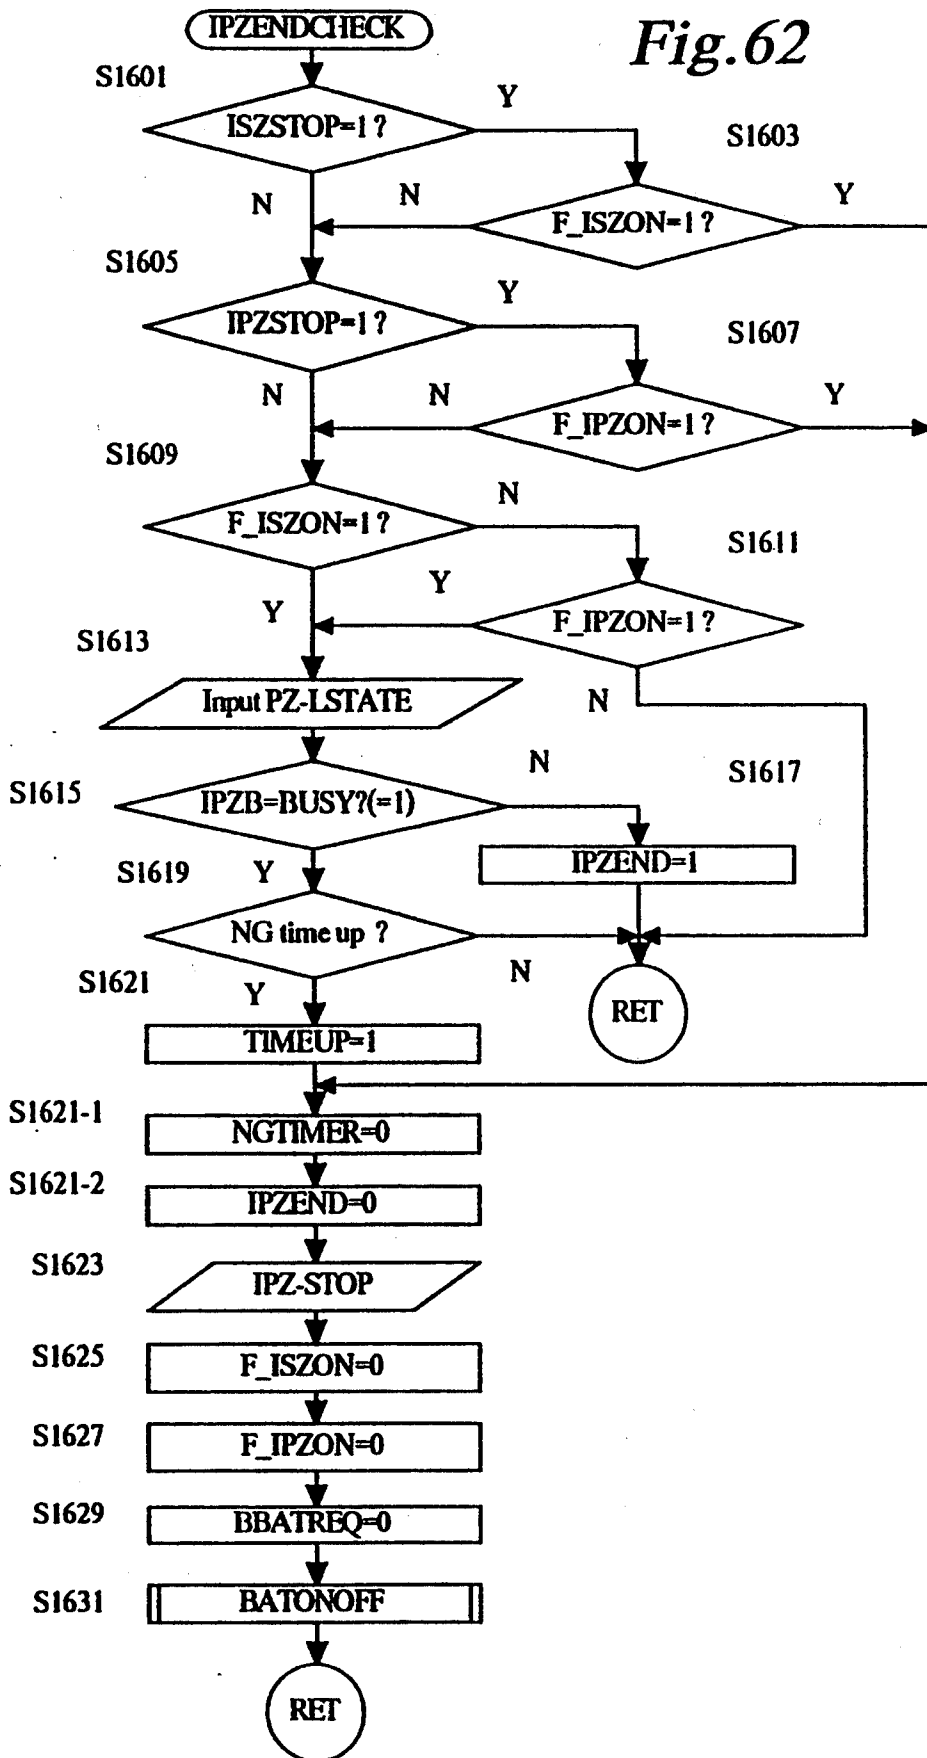 IPZENDCHECK
Fig.62
S1601
ISZSTOP=1?
Y
N
S1603
F_ISZON=1?
N
Y
S1605
IPZSTOP=1?
Y
N
S1607
F_IPZON=1?
N
Y
S1609
F_ISZON=1?
N
Y
S1611
F_IPZON=1?
Y
N
S1613
Input PZ-LSTATE
S1615
IPZB=BUSY?(=1)
N
Y
S1617
IPZEND=1
S1619
NG time up ?
N
Y
RET
S1621
TIMEUP=1
S1621-1
NGTIMER=0
S1621-2
IPZEND=0
S1623
IPZ-STOP
S1625
F_ISZON=0
S1627
F_IPZON=0
S1629
BBATREQ=0
S1631
BATONOFF
RET